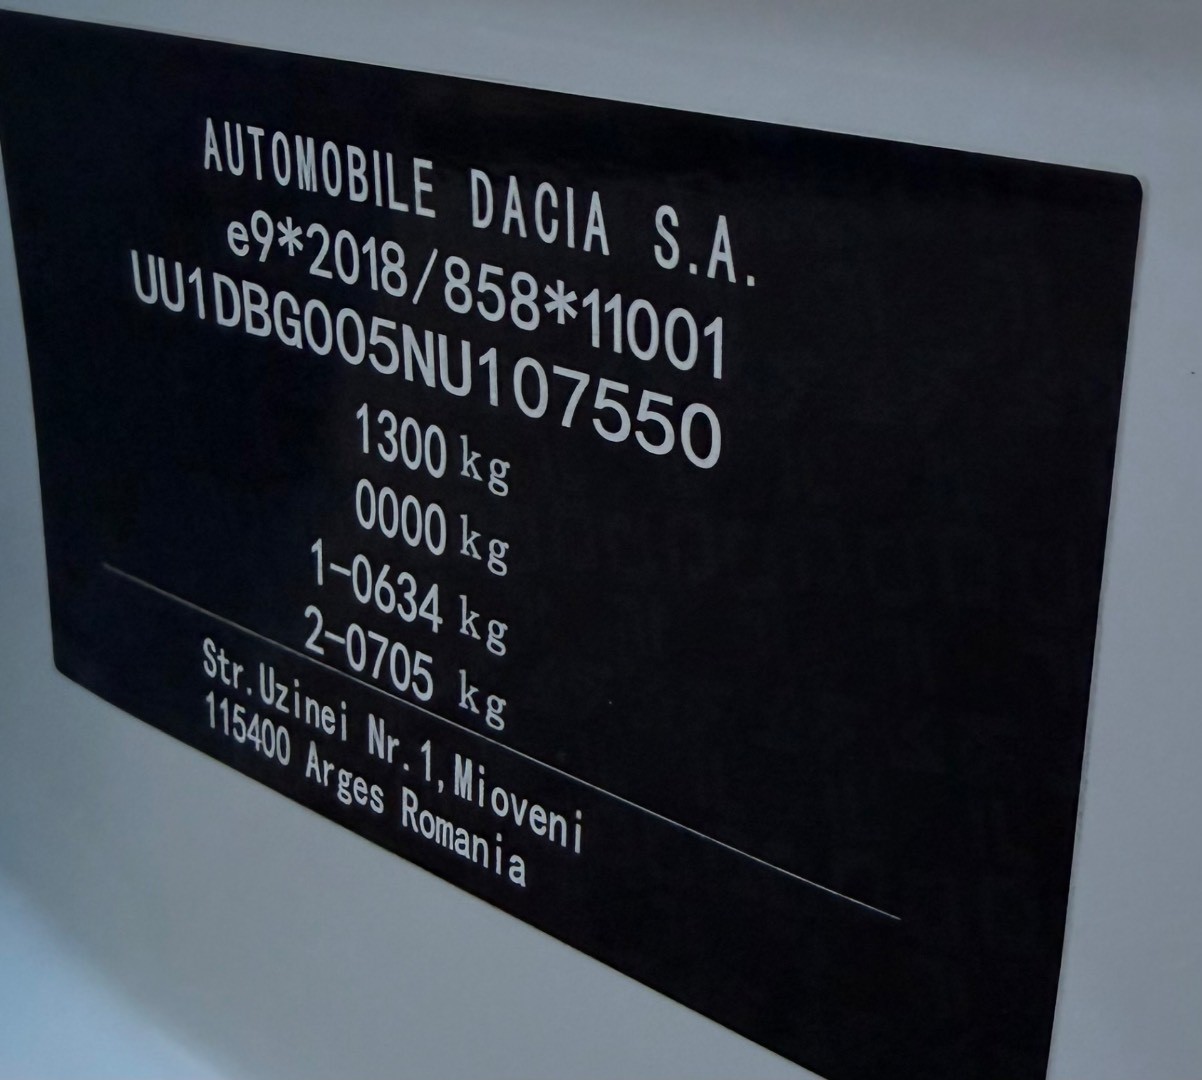 AUTOMOBILE DACIA S.A.
e9*2018/858*11001
UU1DBG005NU107550
1300 kg
0000 kg
1-0634 kg
2-0705 kg
Str.Uzinei Nr.1,Mioveni
115400 Arges Romania